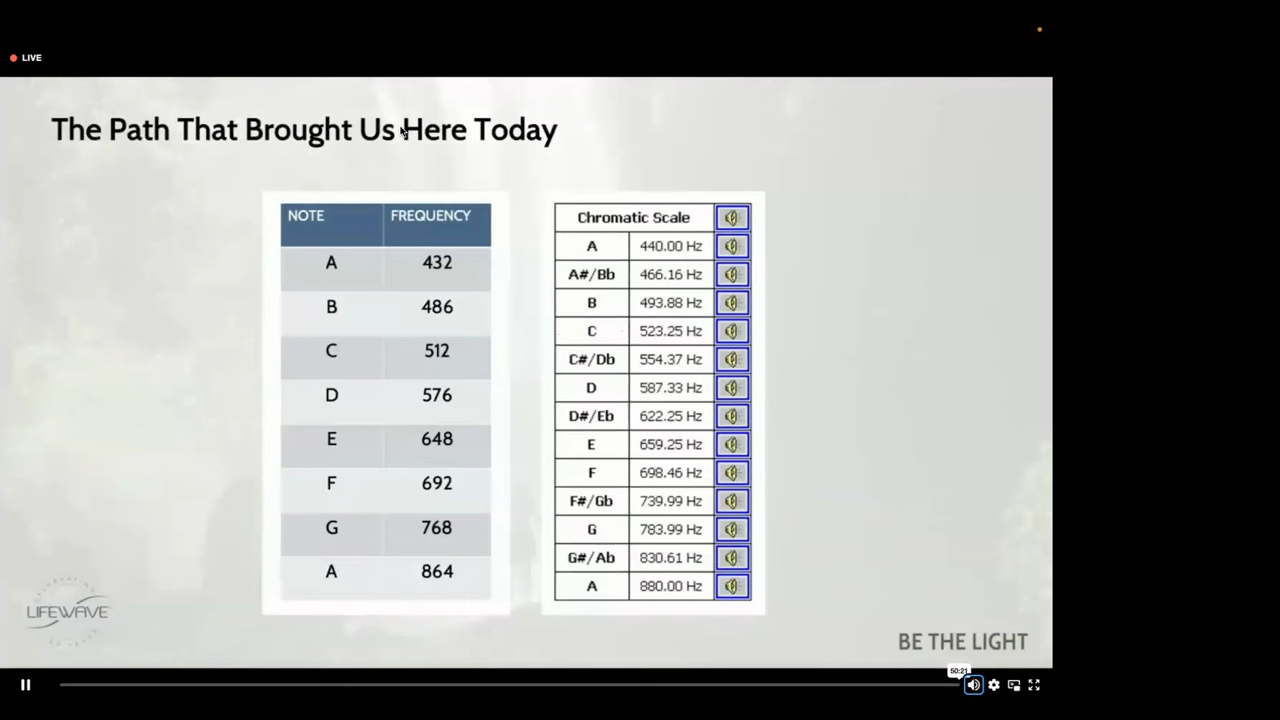 LIVE
The Path That Brought Us Here Today
NOTE FREQUENCY
A 432
B 486
C 512
D 576
E 648
F 692
G 768
A 864
Chromatic Scale
A 440.00 Hz
A#/Bb 466.16 Hz
B 493.88 Hz
C 523.25 Hz
C#/Db 554.37 Hz
D 587.33 Hz
D#/Eb 622.25 Hz
E 659.25 Hz
F 698.46 Hz
F#/Gb 739.99 Hz
G 783.99 Hz
G#/Ab 830.61 Hz
A 880.00 Hz
LIFEWAVE
BE THE LIGHT
50:21